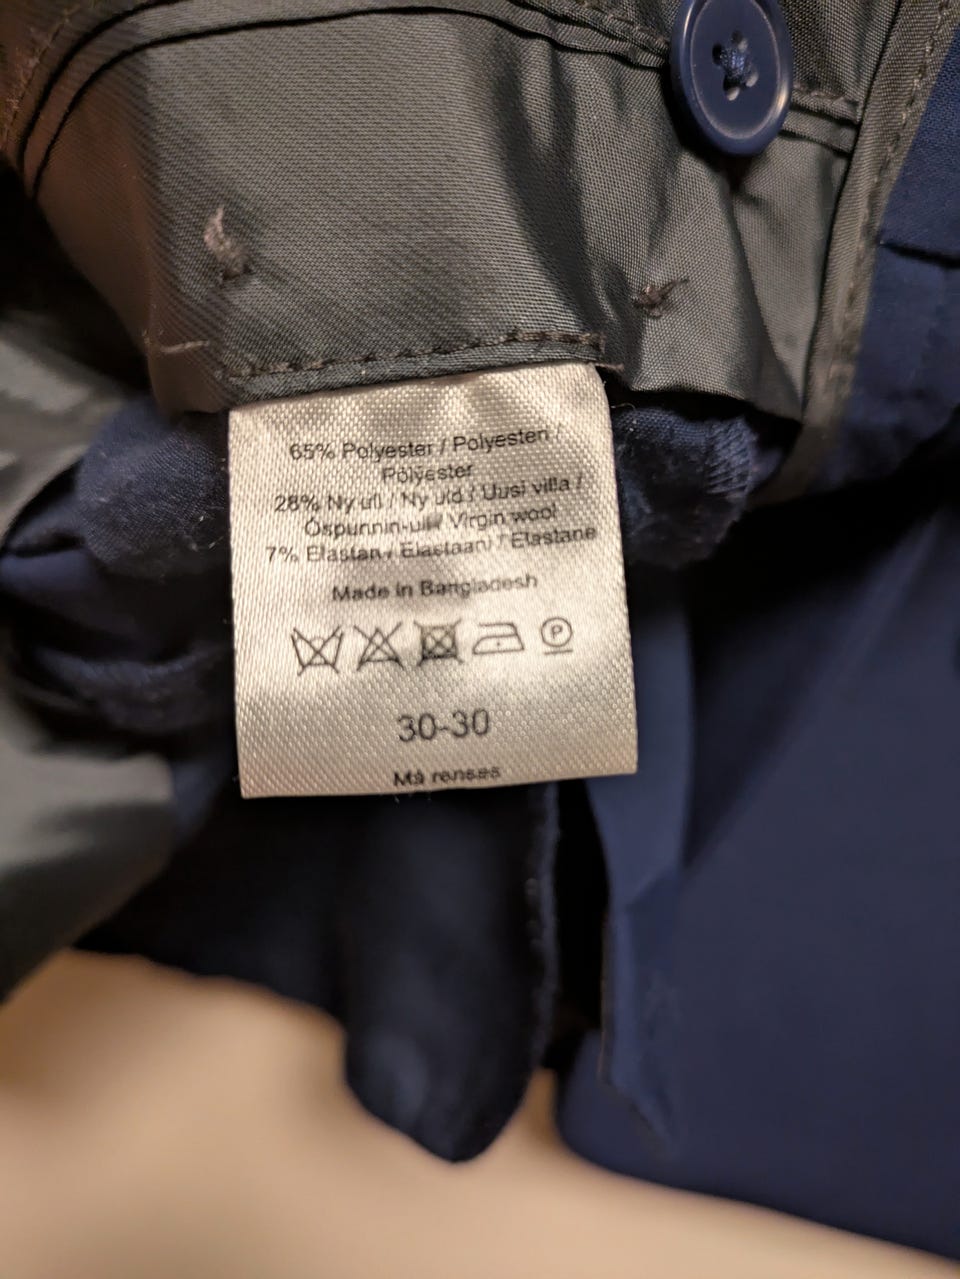 65% Polyester / Polyesteri /
Pólýester
28% Ny ull / Ny uld / Uusi villa /
Óspunnin-ull / Virgin wool
7% Elastan / Elastaani / Elastane
Made in Bangladesh
P
30-30
Må renses